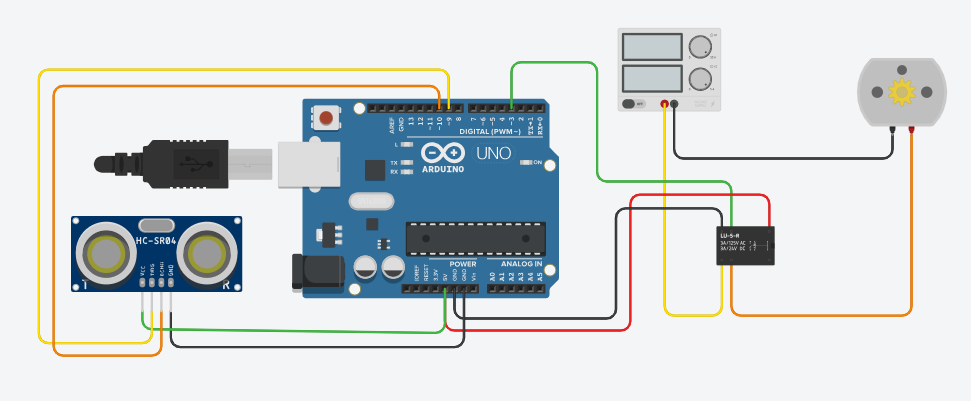 AREF
GND
13
12
~11
~10
~9
8
7
~6
~5
4
~3
2
TX→1
RX←0
DIGITAL (PWM~)
L
TX
RX
ARDUINO
UNO
ON
HC-SR04
VCC
TRIG
ECHO
GND
T
R
IOREF
RESET
3.3V
5V
GND
GND
Vin
POWER
ANALOG IN
A0
A1
A2
A3
A4
A5
LU-5-R
3A/125V AC
3A/24V DC